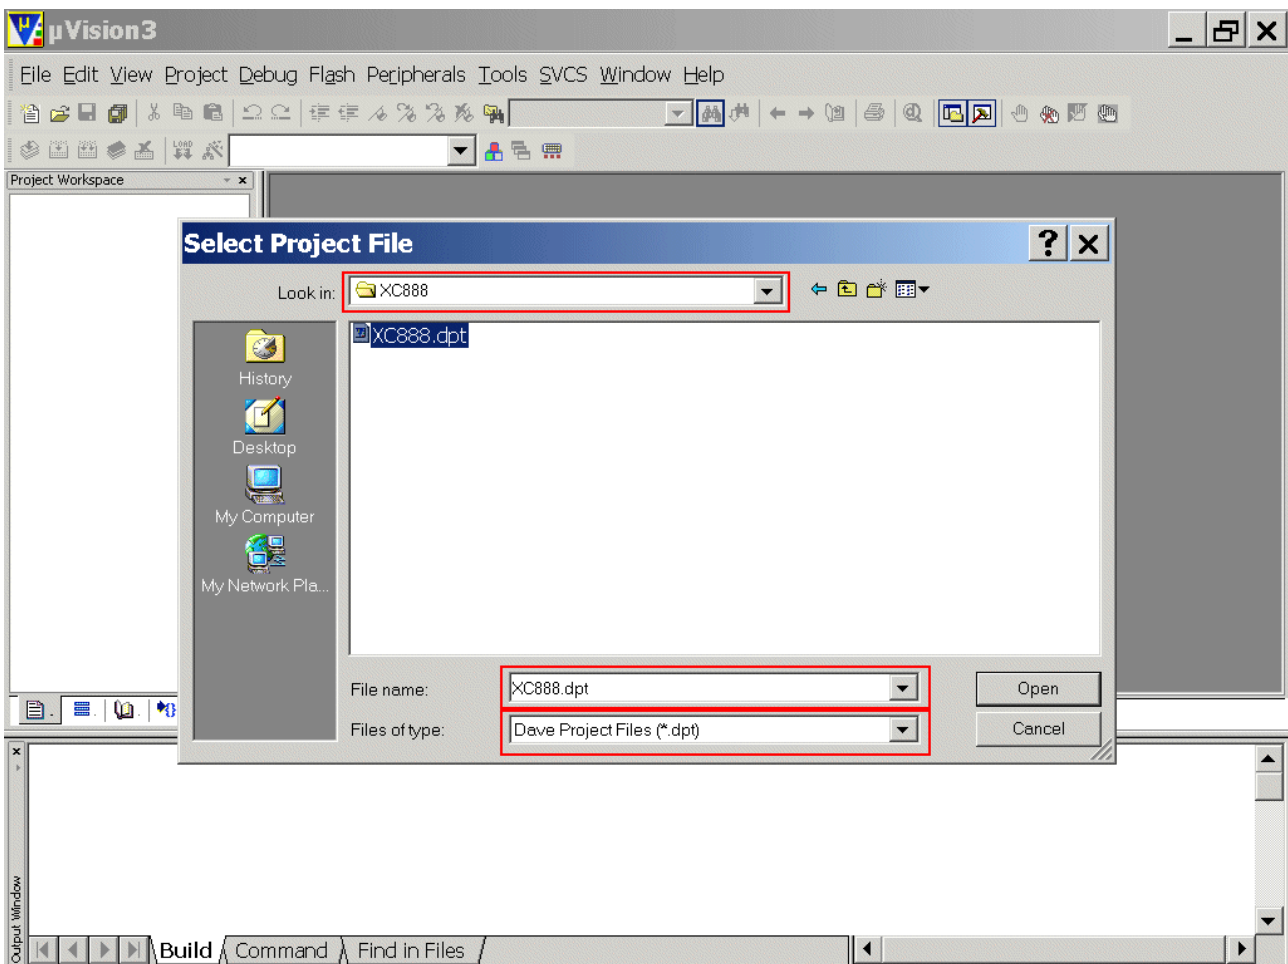 µVision3
File Edit View Project Debug Flash Peripherals Tools SVCS Window Help
LOAD
Project Workspace
Select Project File
Look in: XC888
XC888.dpt
History
Desktop
My Computer
My Network Pla...
File name: XC888.dpt Open
Files of type: Dave Project Files (*.dpt) Cancel
Output Window
Build Command Find in Files